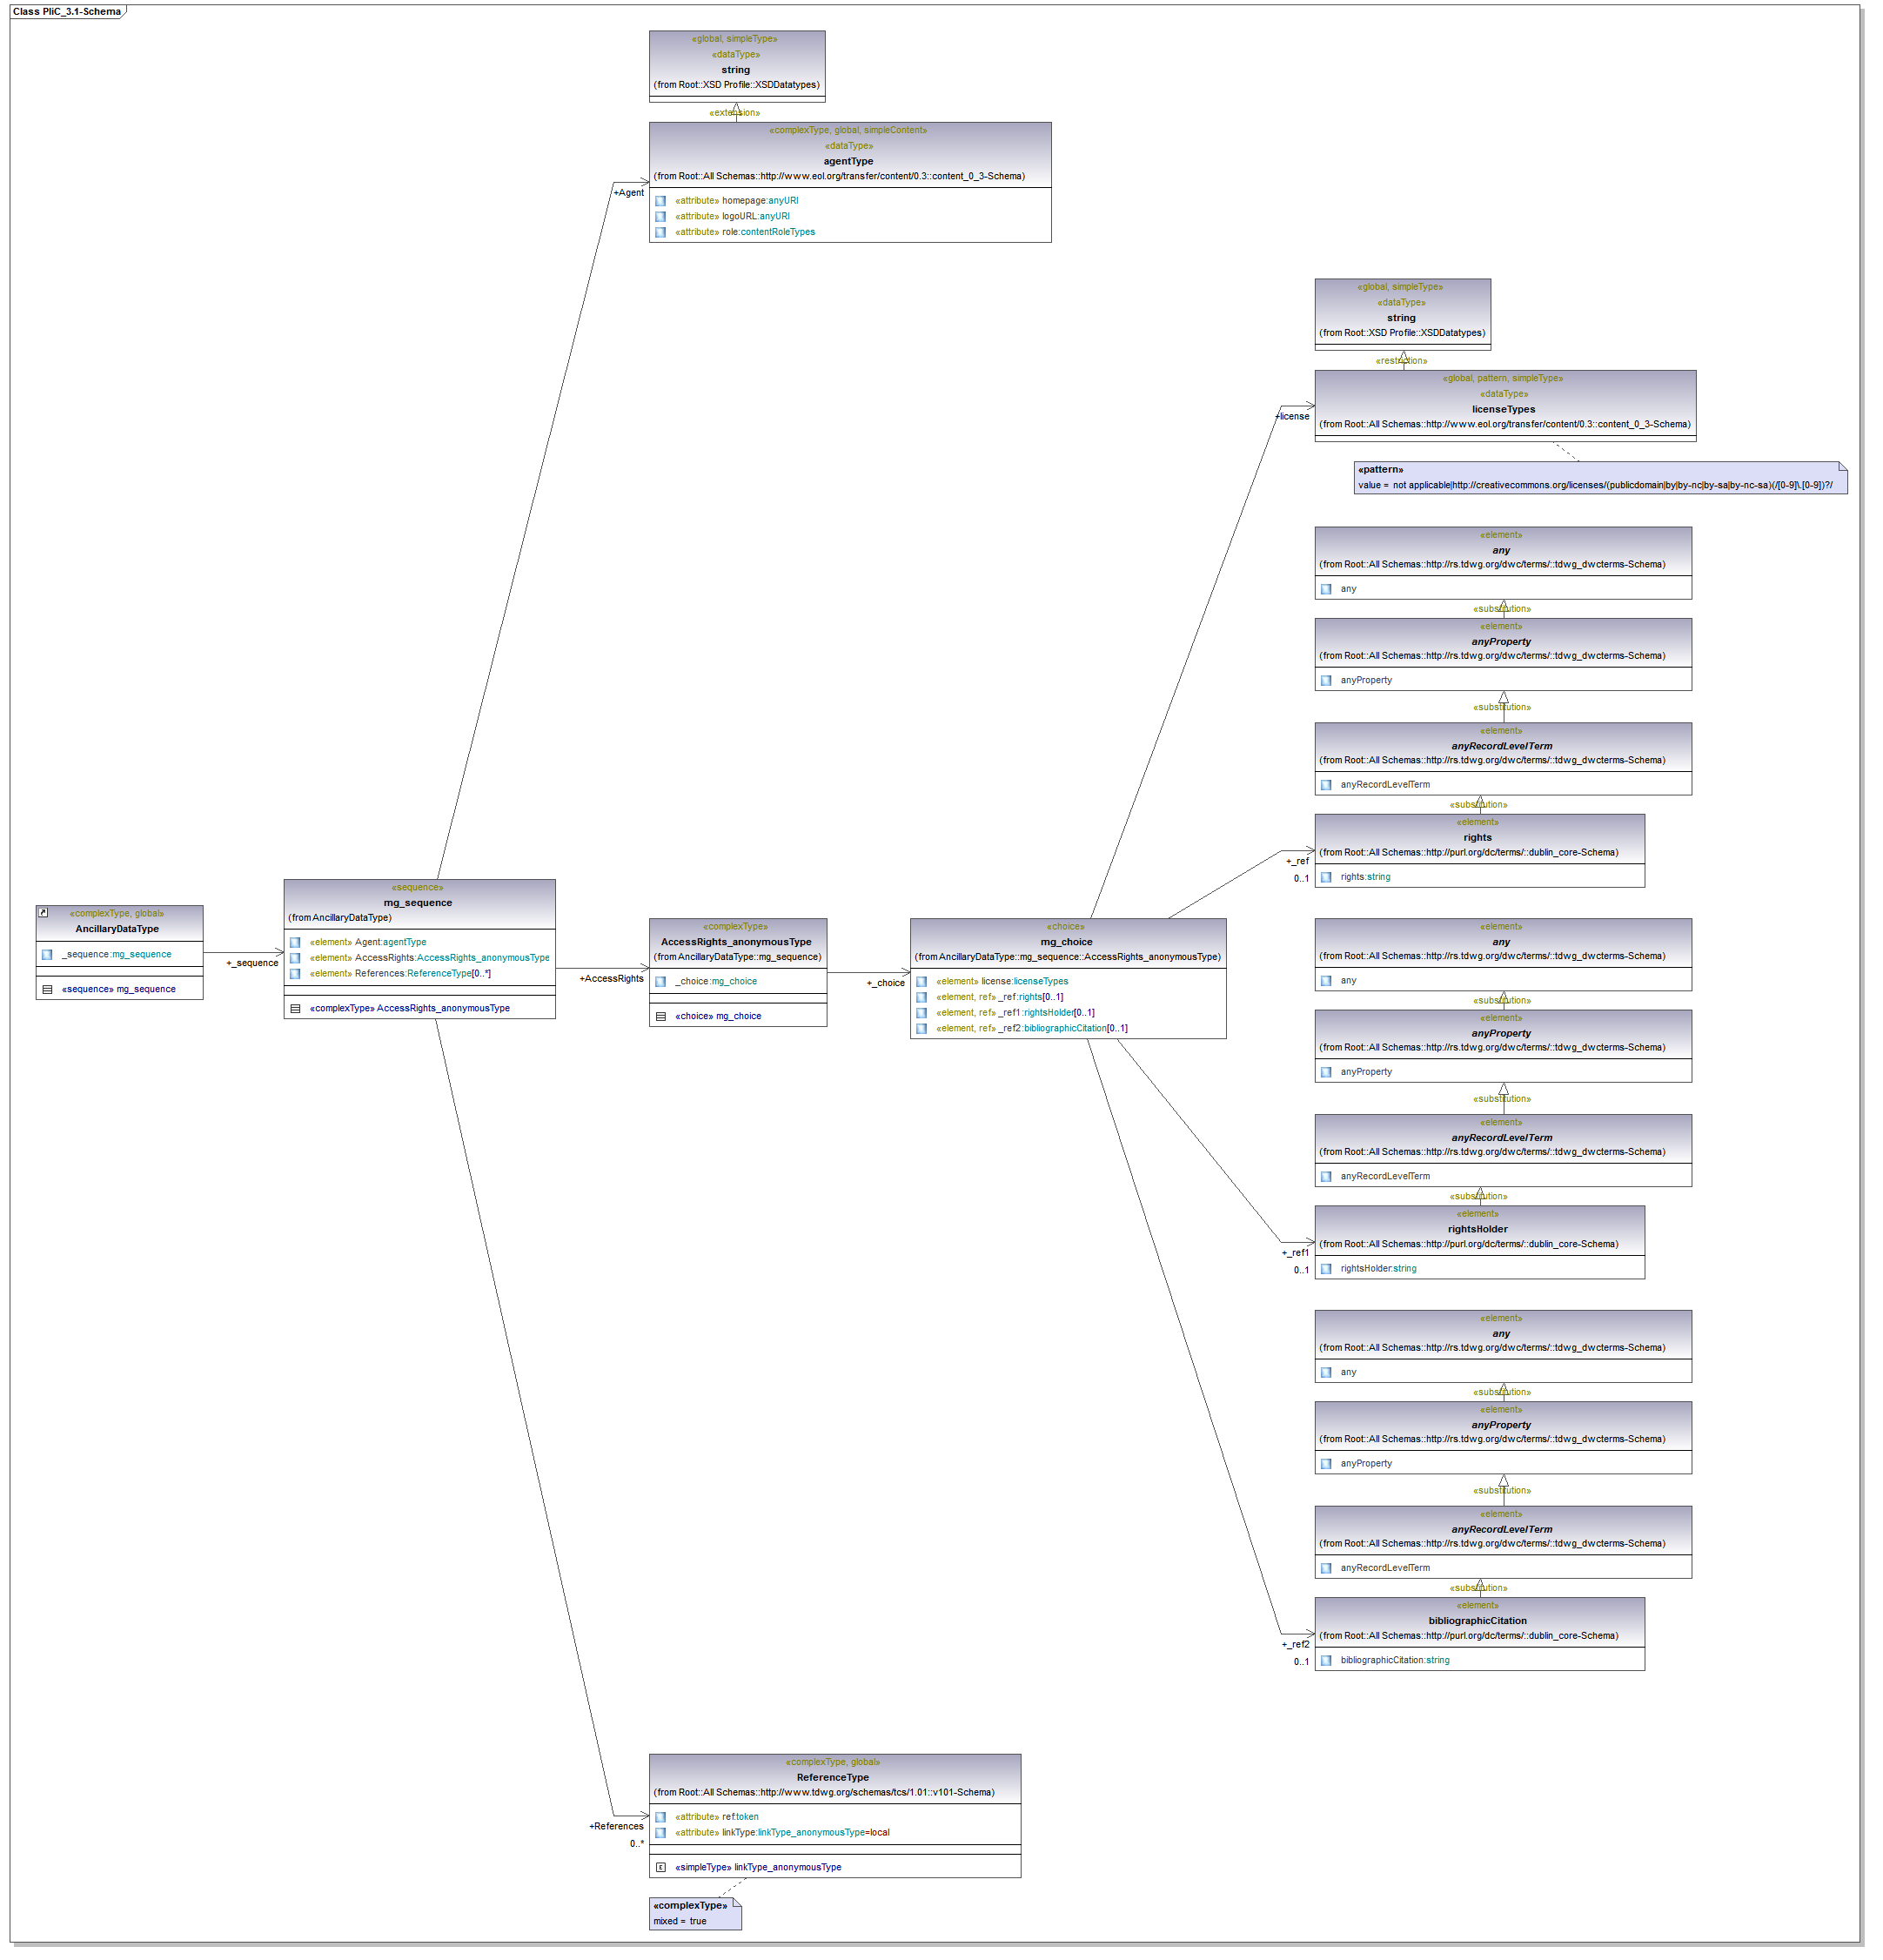 Class PliC_3.1-Schema
«global, simpleType»
«dataType»
string
(from Root::XSD Profile::XSDDatatypes)
«extension»
«complexType, global, simpleContent»
«dataType»
agentType
(from Root::All Schemas::http://www.eol.org/transfer/content/0.3::content_0_3-Schema)
+Agent
«attribute» homepage:anyURI
«attribute» logoURL:anyURI
«attribute» role:contentRoleTypes
«global, simpleType»
«dataType»
string
(from Root::XSD Profile::XSDDatatypes)
«restriction»
«global, pattern, simpleType»
«dataType»
licenseTypes
+license
(from Root::All Schemas::http://www.eol.org/transfer/content/0.3::content_0_3-Schema)
«pattern»
value = not applicable|http://creativecommons.org/licenses/(publicdomain|by|by-nc|by-sa|by-nc-sa)(/[0-9]\.[0-9])?/
«element»
any
(from Root::All Schemas::http://rs.tdwg.org/dwc/terms/::tdwg_dwcterms-Schema)
any
«substitution»
«element»
anyProperty
(from Root::All Schemas::http://rs.tdwg.org/dwc/terms/::tdwg_dwcterms-Schema)
anyProperty
«substitution»
«element»
anyRecordLevelTerm
(from Root::All Schemas::http://rs.tdwg.org/dwc/terms/::tdwg_dwcterms-Schema)
anyRecordLevelTerm
«substitution»
«element»
rights
(from Root::All Schemas::http://purl.org/dc/terms/::dublin_core-Schema)
+_ref
0..1
rights:string
«complexType, global»
AncillaryDataType
_sequence:mg_sequence
«sequence» mg_sequence
+_sequence
«sequence»
mg_sequence
(from AncillaryDataType)
«element» Agent:agentType
«element» AccessRights:AccessRights_anonymousType
«element» References:ReferenceType[0..*]
«complexType» AccessRights_anonymousType
+AccessRights
«complexType»
AccessRights_anonymousType
(from AncillaryDataType::mg_sequence)
_choice:mg_choice
«choice» mg_choice
+_choice
«choice»
mg_choice
(from AncillaryDataType::mg_sequence::AccessRights_anonymousType)
«element» license:licenseTypes
«element, ref» _ref:rights[0..1]
«element, ref» _ref1:rightsHolder[0..1]
«element, ref» _ref2:bibliographicCitation[0..1]
«element»
any
(from Root::All Schemas::http://rs.tdwg.org/dwc/terms/::tdwg_dwcterms-Schema)
any
«substitution»
«element»
anyProperty
(from Root::All Schemas::http://rs.tdwg.org/dwc/terms/::tdwg_dwcterms-Schema)
anyProperty
«substitution»
«element»
anyRecordLevelTerm
(from Root::All Schemas::http://rs.tdwg.org/dwc/terms/::tdwg_dwcterms-Schema)
anyRecordLevelTerm
«substitution»
«element»
rightsHolder
(from Root::All Schemas::http://purl.org/dc/terms/::dublin_core-Schema)
+_ref1
0..1
rightsHolder:string
«element»
any
(from Root::All Schemas::http://rs.tdwg.org/dwc/terms/::tdwg_dwcterms-Schema)
any
«substitution»
«element»
anyProperty
(from Root::All Schemas::http://rs.tdwg.org/dwc/terms/::tdwg_dwcterms-Schema)
anyProperty
«substitution»
«element»
anyRecordLevelTerm
(from Root::All Schemas::http://rs.tdwg.org/dwc/terms/::tdwg_dwcterms-Schema)
anyRecordLevelTerm
«substitution»
«element»
bibliographicCitation
(from Root::All Schemas::http://purl.org/dc/terms/::dublin_core-Schema)
+_ref2
0..1
bibliographicCitation:string
«complexType, global»
ReferenceType
(from Root::All Schemas::http://www.tdwg.org/schemas/tcs/1.01::v101-Schema)
«attribute» ref:token
+References
«attribute» linkType:linkType_anonymousType=local
0..*
«simpleType» linkType_anonymousType
«complexType»
mixed = true